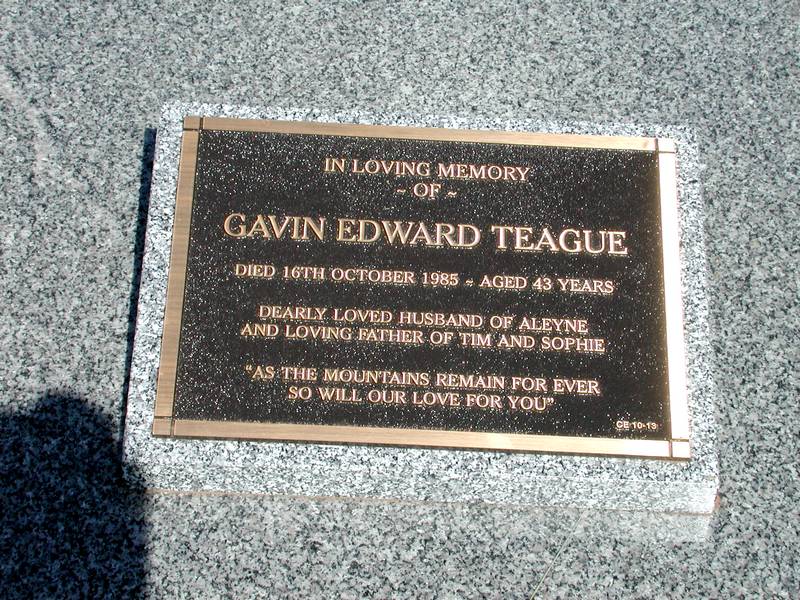 IN LOVING MEMORY
~ OF ~
GAVIN EDWARD TEAGUE
DIED 16TH OCTOBER 1985 ~ AGED 43 YEARS
DEARLY LOVED HUSBAND OF ALEYNE
AND LOVING FATHER OF TIM AND SOPHIE
"AS THE MOUNTAINS REMAIN FOR EVER
SO WILL OUR LOVE FOR YOU"
CE 10-13